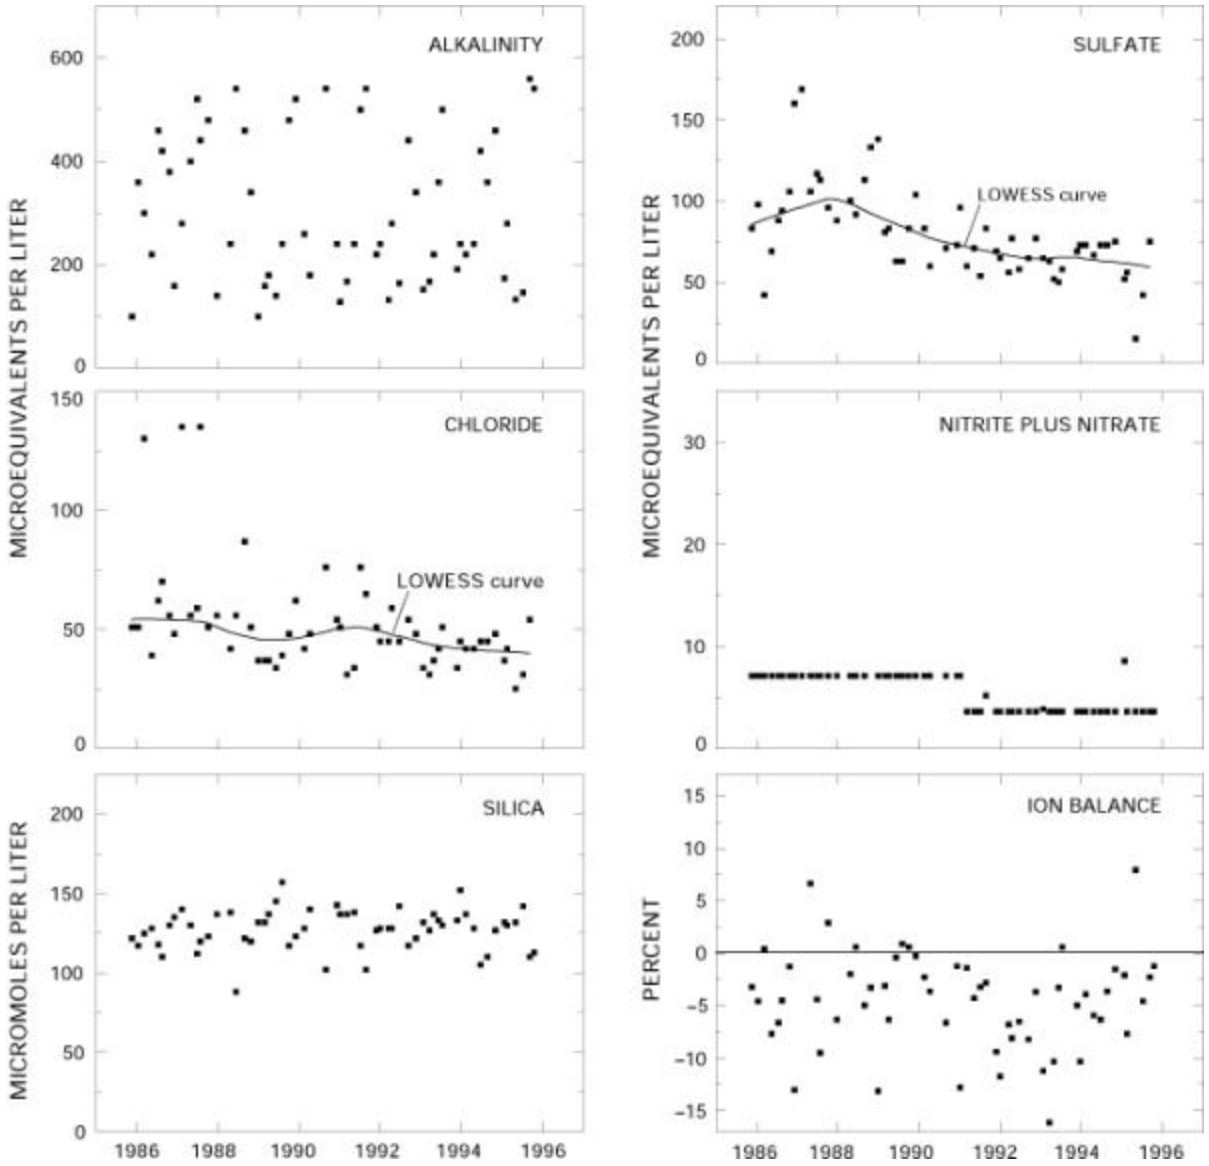 ALKALINITY
600
400
200
0
MICROEQUIVALENTS PER LITER
SULFATE
200
150
100
50
0
LOWESS curve
MICROEQUIVALENTS PER LITER
CHLORIDE
150
100
50
0
LOWESS curve
NITRITE PLUS NITRATE
30
20
10
0
SILICA
200
150
100
50
0
MICROMOLES PER LITER
1986 1988 1990 1992 1994 1996
ION BALANCE
15
10
5
0
−5
−10
−15
PERCENT
1986 1988 1990 1992 1994 1996